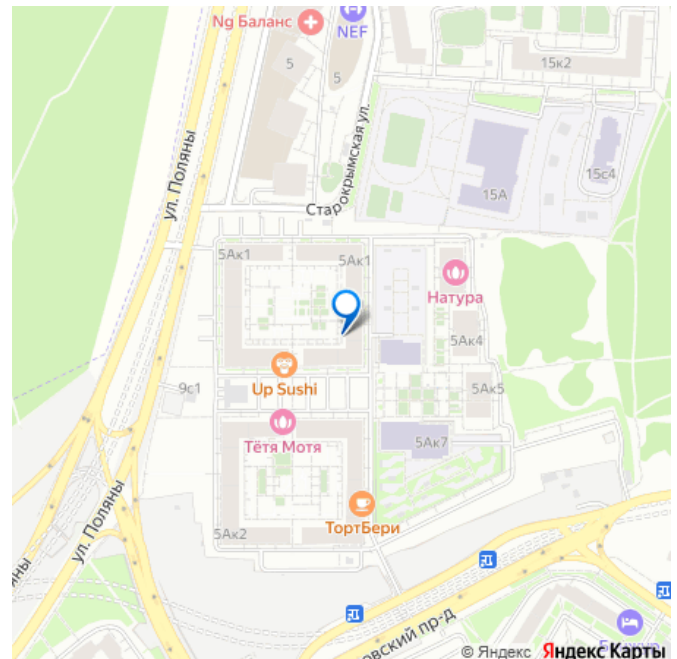 Ng Баланс
NEF
5
5
15к2
ул. Поляны
Старокрымская ул.
15А
15с4
5Ак1
5Ак1
Натура
5Ак4
Up Sushi
9с1
5Ак5
Тётя Мотя
5Ак7
ул. Поляны
ТортБери
5Ак2
© Яндекс Яндекс Карты